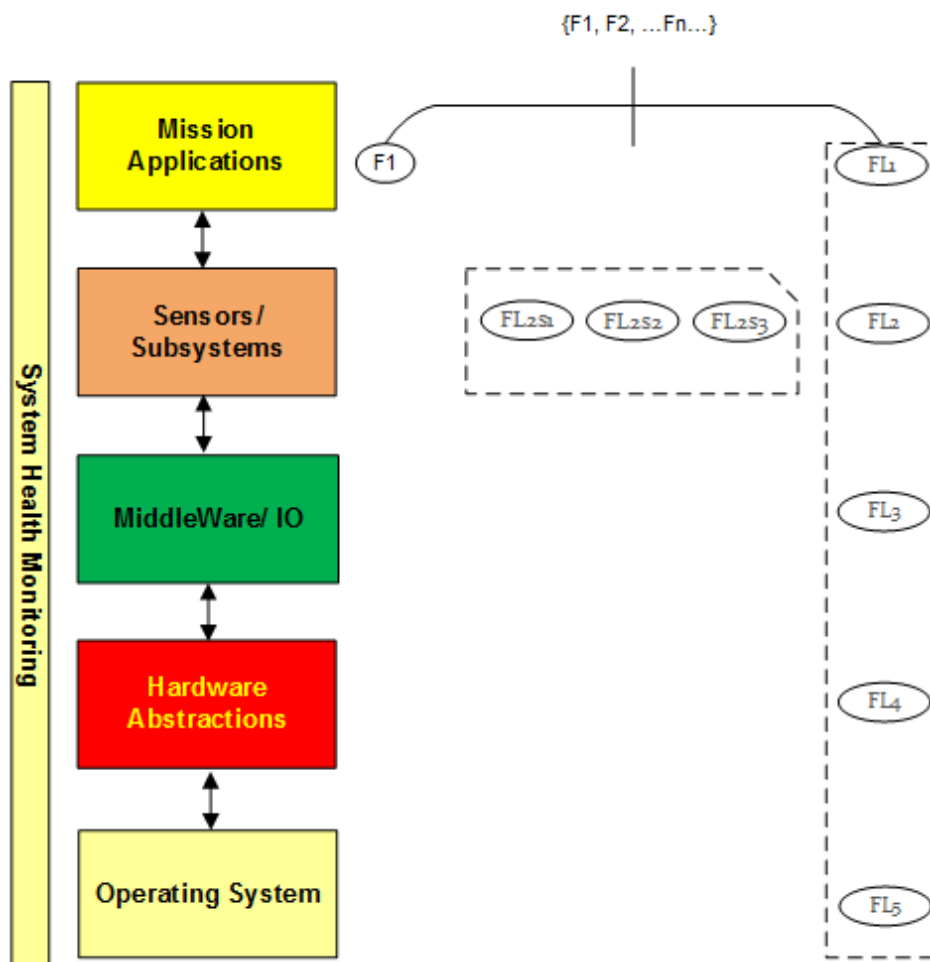 {F1, F2, …Fn…}
System Health Monitoring
Mission
Applications
F1
FL1
Sensors/
Subsystems
FL2S1
FL2S2
FL2S3
FL2
MiddleWare/ IO
FL3
Hardware
Abstractions
FL4
Operating System
FL5